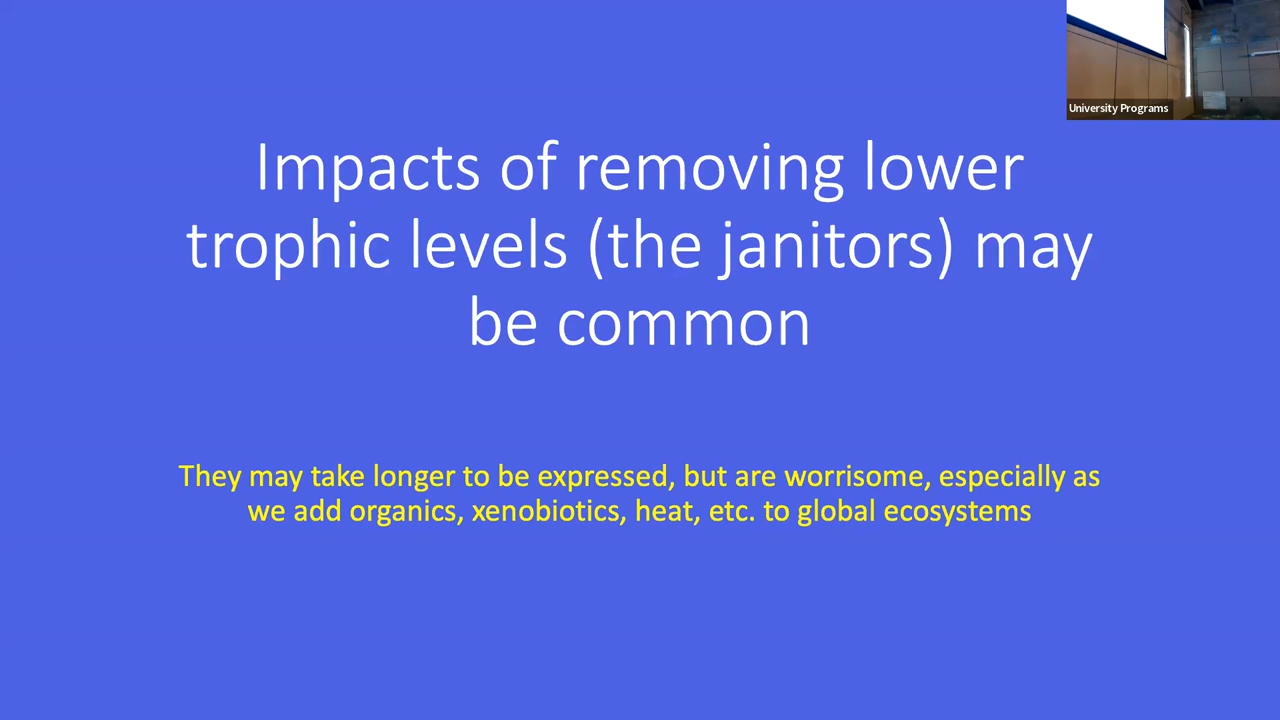 University Programs
Impacts of removing lower
trophic levels (the janitors) may
be common
They may take longer to be expressed, but are worrisome, especially as
we add organics, xenobiotics, heat, etc. to global ecosystems